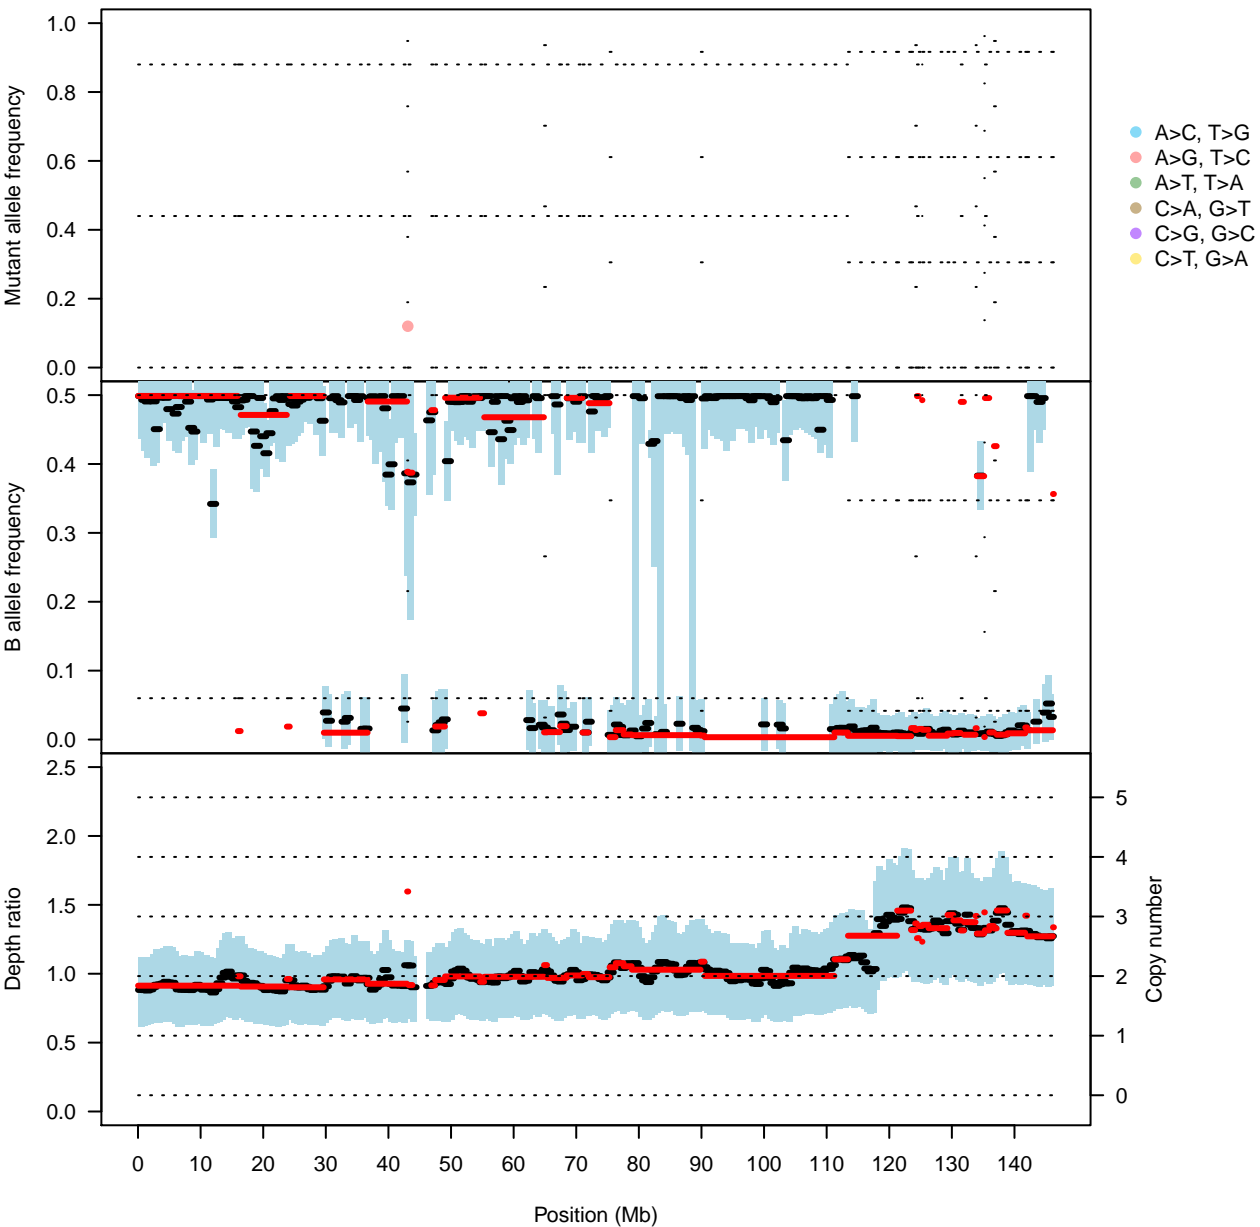 Mutant allele frequency
1.0
0.8
0.6
0.4
0.2
0.0
A>C, T>G
A>G, T>C
A>T, T>A
C>A, G>T
C>G, G>C
C>T, G>A
B allele frequency
0.5
0.4
0.3
0.2
0.1
0.0
Depth ratio
2.5
2.0
1.5
1.0
0.5
0.0
5
4
3
2
1
0
Copy number
0 10 20 30 40 50 60 70 80 90 100 110 120 130 140
Position (Mb)